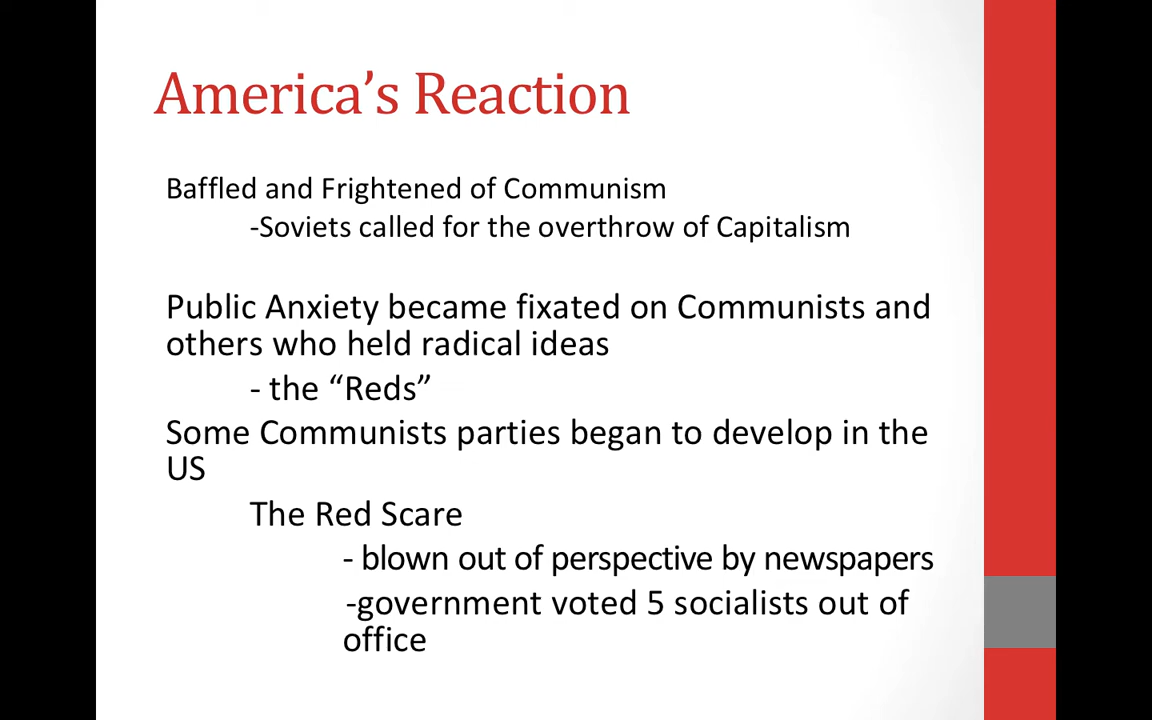 America’s Reaction
Baffled and Frightened of Communism
-Soviets called for the overthrow of Capitalism
Public Anxiety became fixated on Communists and
others who held radical ideas
- the “Reds”
Some Communists parties began to develop in the
US
The Red Scare
- blown out of perspective by newspapers
-government voted 5 socialists out of
office